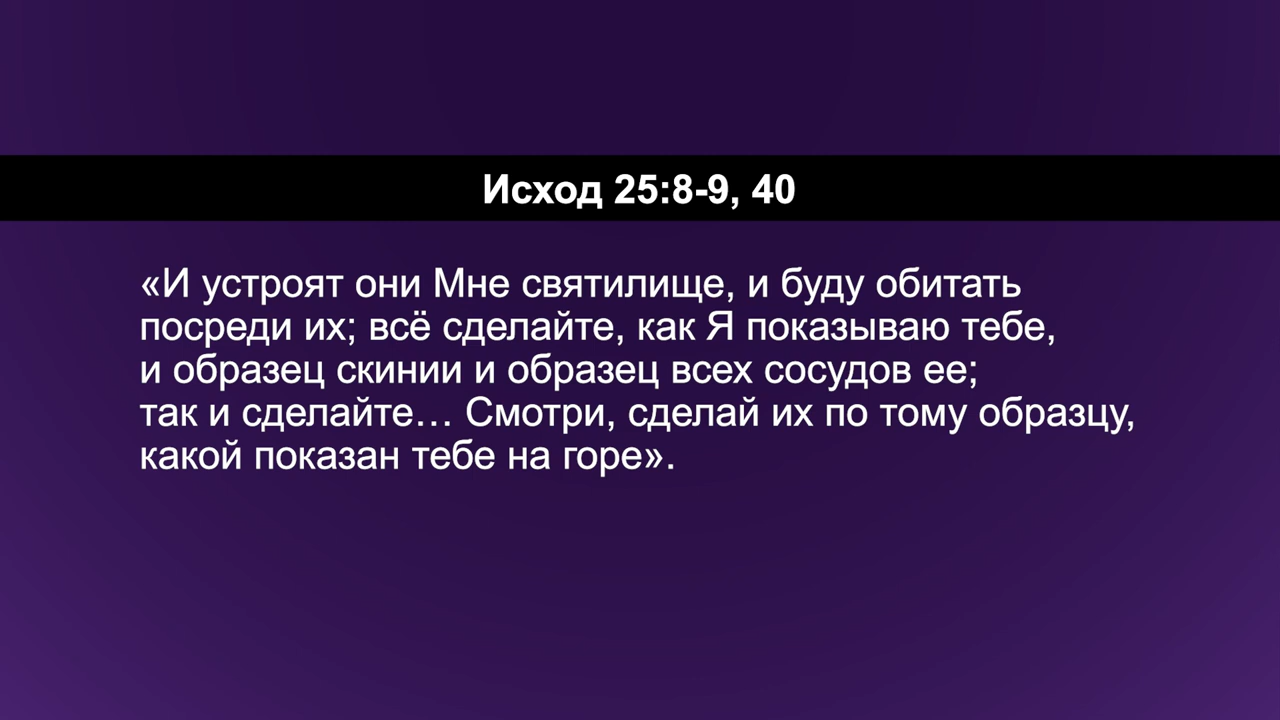 Исход 25:8-9, 40
«И устроят они Мне святилище, и буду обитать
посреди их; всё сделайте, как Я показываю тебе,
и образец скинии и образец всех сосудов ее;
так и сделайте… Смотри, сделай их по тому образцу,
какой показан тебе на горе».